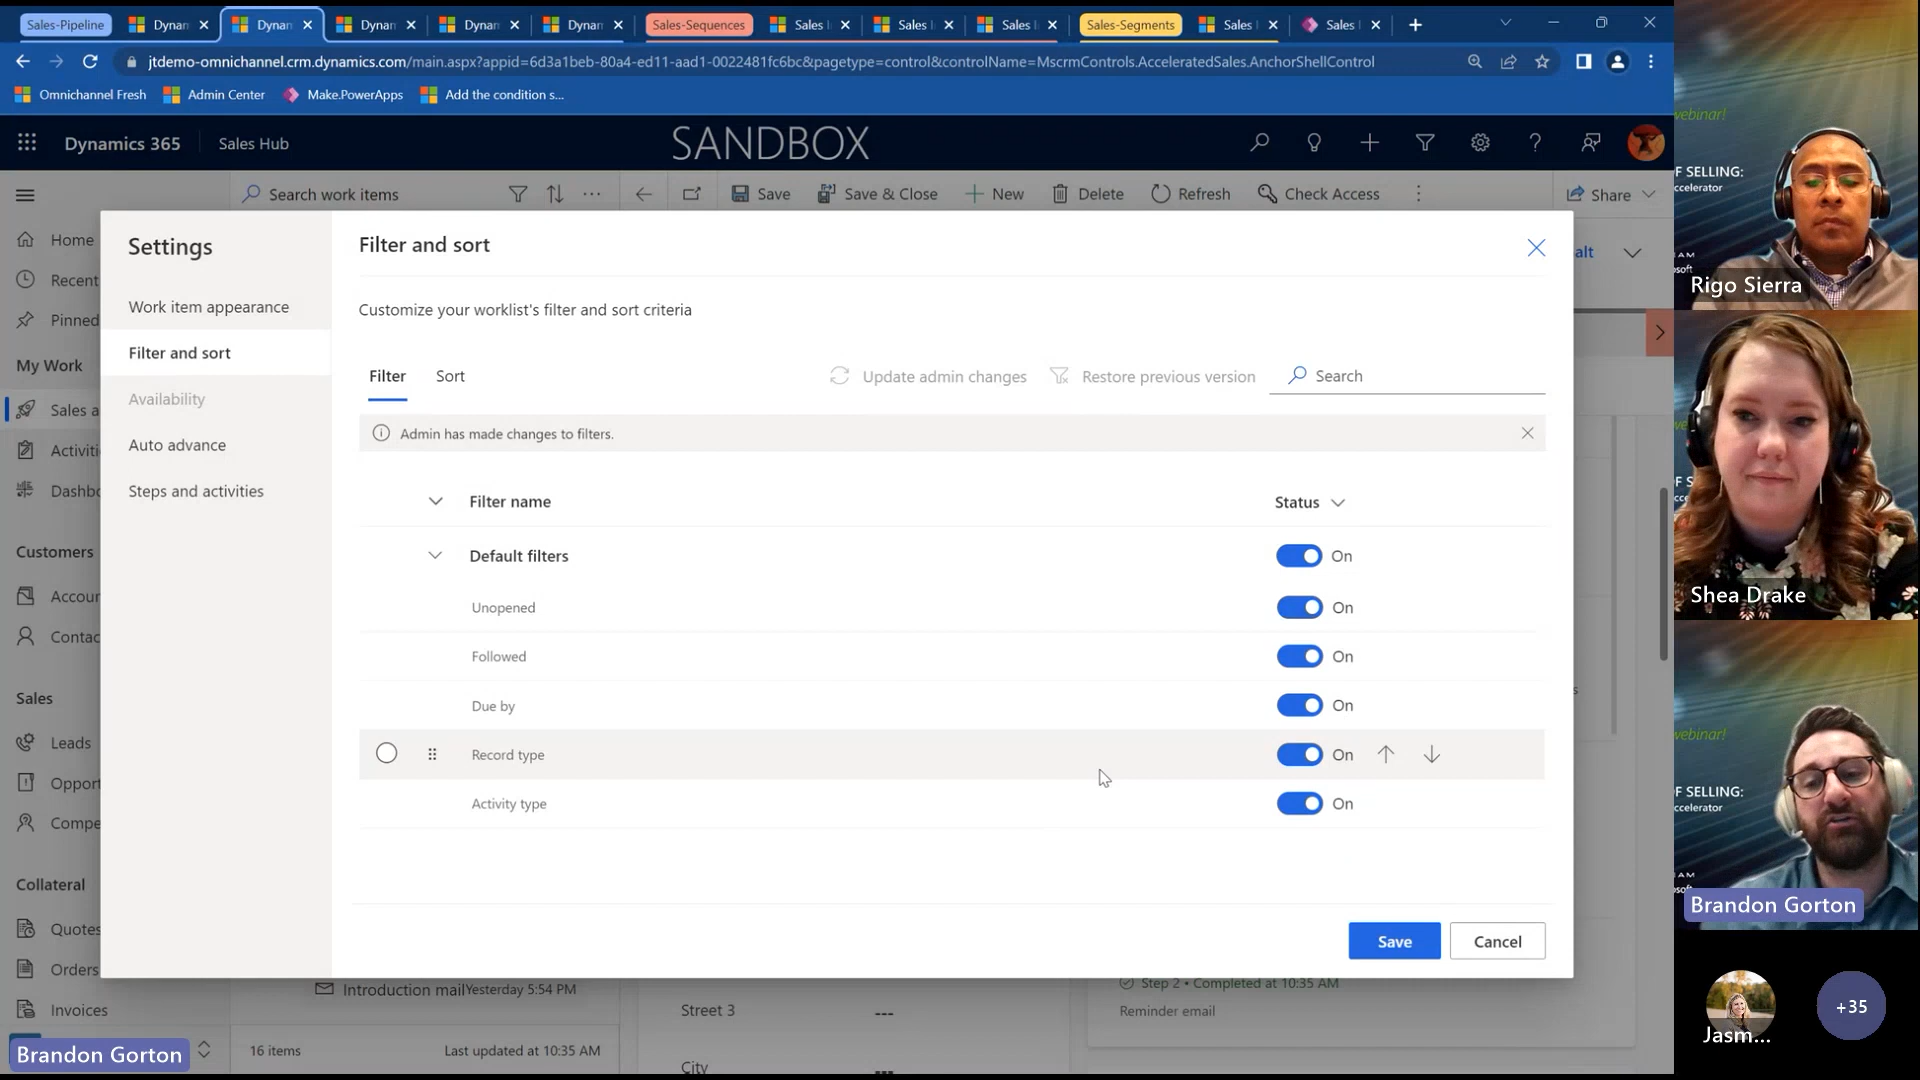 Sales-Pipeline
Dynan
Dynan
Dynan
Dynan
Dynan
Sales-Sequences
Sales I
Sales I
Sales I
Sales-Segments
Sales
Sales
jtdemo-omnichannel.crm.dynamics.com/main.aspx?appid=6d3a1beb-80a4-ed11-aad1-0022481fc6bc&pagetype=control&controlName=MscrmControls.AcceleratedSales.AnchorShellControl
Omnichannel Fresh
Admin Center
Make.PowerApps
Add the condition s...
Dynamics 365
Sales Hub
SANDBOX
Search work items
Save
Save & Close
New
Delete
Refresh
Check Access
Share
Home
Recent
Pinned
My Work
Sales a
Activiti
Dashbo
Customers
Accour
Contac
Sales
Leads
Opport
Compe
Collateral
Quotes
Orders
Invoices
Brandon Gorton
Settings
Work item appearance
Filter and sort
Availability
Auto advance
Steps and activities
Filter and sort
Customize your worklist's filter and sort criteria
Filter
Sort
Update admin changes
Restore previous version
Search
Admin has made changes to filters.
Filter name
Status
Default filters
On
Unopened
On
Followed
On
Due by
On
Record type
On
Activity type
On
Save
Cancel
alt
Introduction mail
Yesterday 5:54 PM
16 items
Last updated at 10:35 AM
Street 3
---
City
---
Step 2 • Completed at 10:35 AM
Reminder email
webinar!
F SELLING:
ccelerator
Rigo Sierra
Shea Drake
webinar!
OF SELLING:
ccelerator
Brandon Gorton
Jasm...
+35